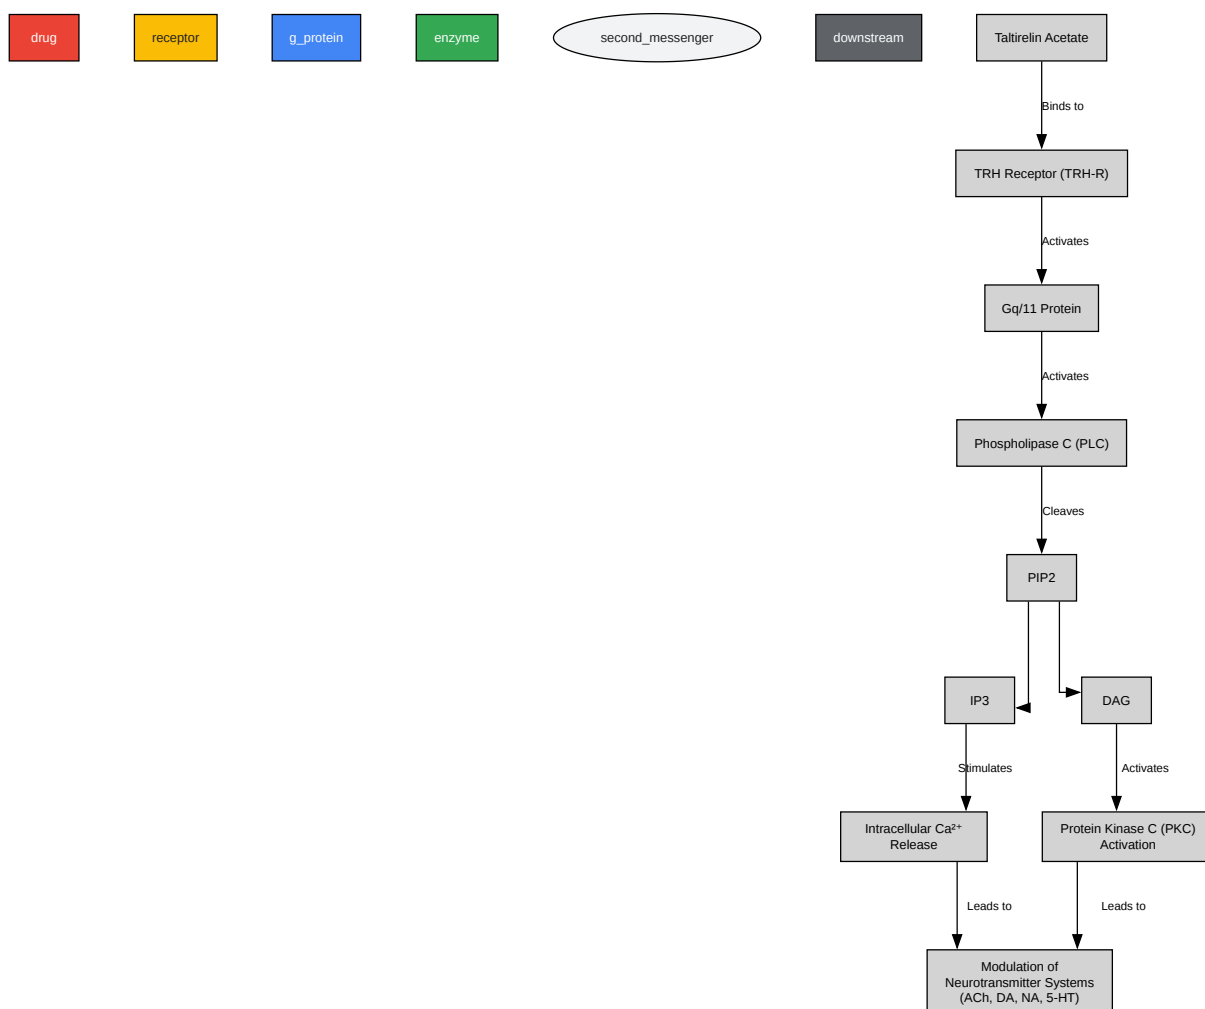 drug
receptor
g_protein
enzyme
second_messenger
downstream
Taltirelin Acetate
Binds to
TRH Receptor (TRH-R)
Activates
Gq/11 Protein
Activates
Phospholipase C (PLC)
Cleaves
PIP2
IP3
DAG
Stimulates
Activates
Intracellular Ca²⁺
Release
Protein Kinase C (PKC)
Activation
Leads to
Leads to
Modulation of
Neurotransmitter Systems
(ACh, DA, NA, 5-HT)